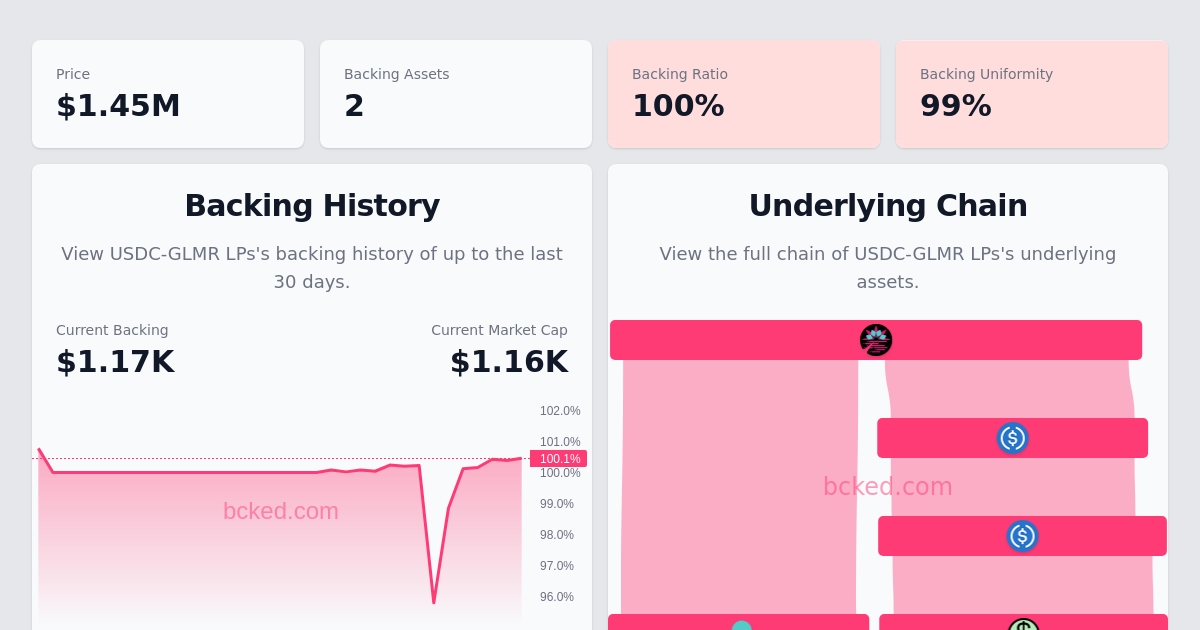 Price
$1.45M
Backing Assets
2
Backing Ratio
100%
Backing Uniformity
99%
Backing History
View USDC-GLMR LPs's backing history of up to the last
30 days.
Current Backing
$1.17K
Current Market Cap
$1.16K
102.0%
101.0%
100.1%
100.0%
99.0%
98.0%
97.0%
96.0%
bcked.com
Underlying Chain
View the full chain of USDC-GLMR LPs's underlying
assets.
bcked.com